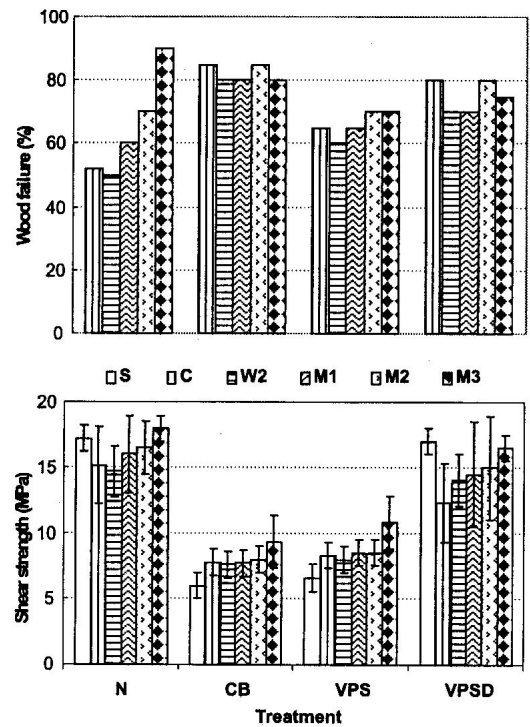 100
80
60
40
20
0
Wood failure (%)
S C W2 M1 M2 M3
20
15
10
5
0
Shear strength (MPa)
N CB VPS VPSD
Treatment